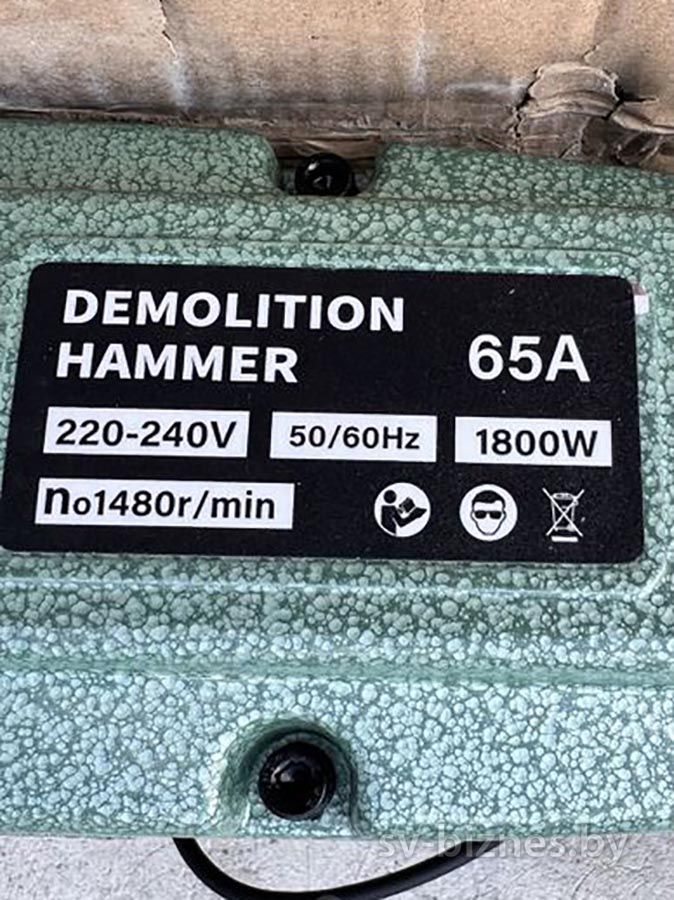 DEMOLITION
HAMMER
65A
220-240V
50/60Hz
1800W
no1480r/min
sv-biznes.by